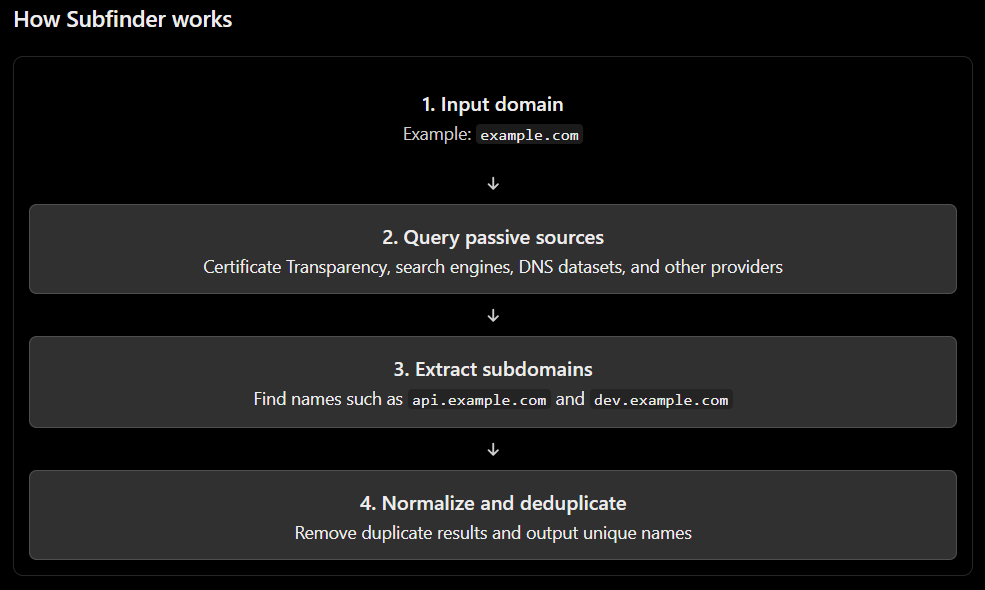 How Subfinder works
1. Input domain
Example: example.com
↓
2. Query passive sources
Certificate Transparency, search engines, DNS datasets, and other providers
↓
3. Extract subdomains
Find names such as api.example.com and dev.example.com
↓
4. Normalize and deduplicate
Remove duplicate results and output unique names